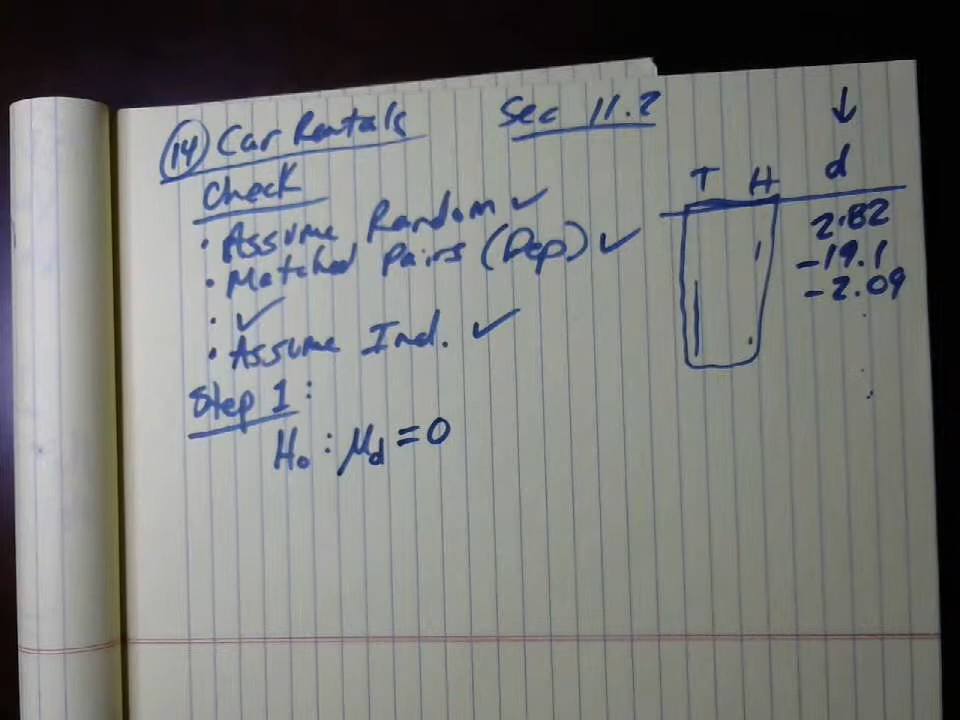 14 Car Rentals Sec 11.2
Check
• Assume Random ✓
• Matched Pairs (Dep) ✓
• ✓
• Assume Ind. ✓
Step 1:
H₀: μd = 0
↓
T H d
2.82
-19.1
-2.09